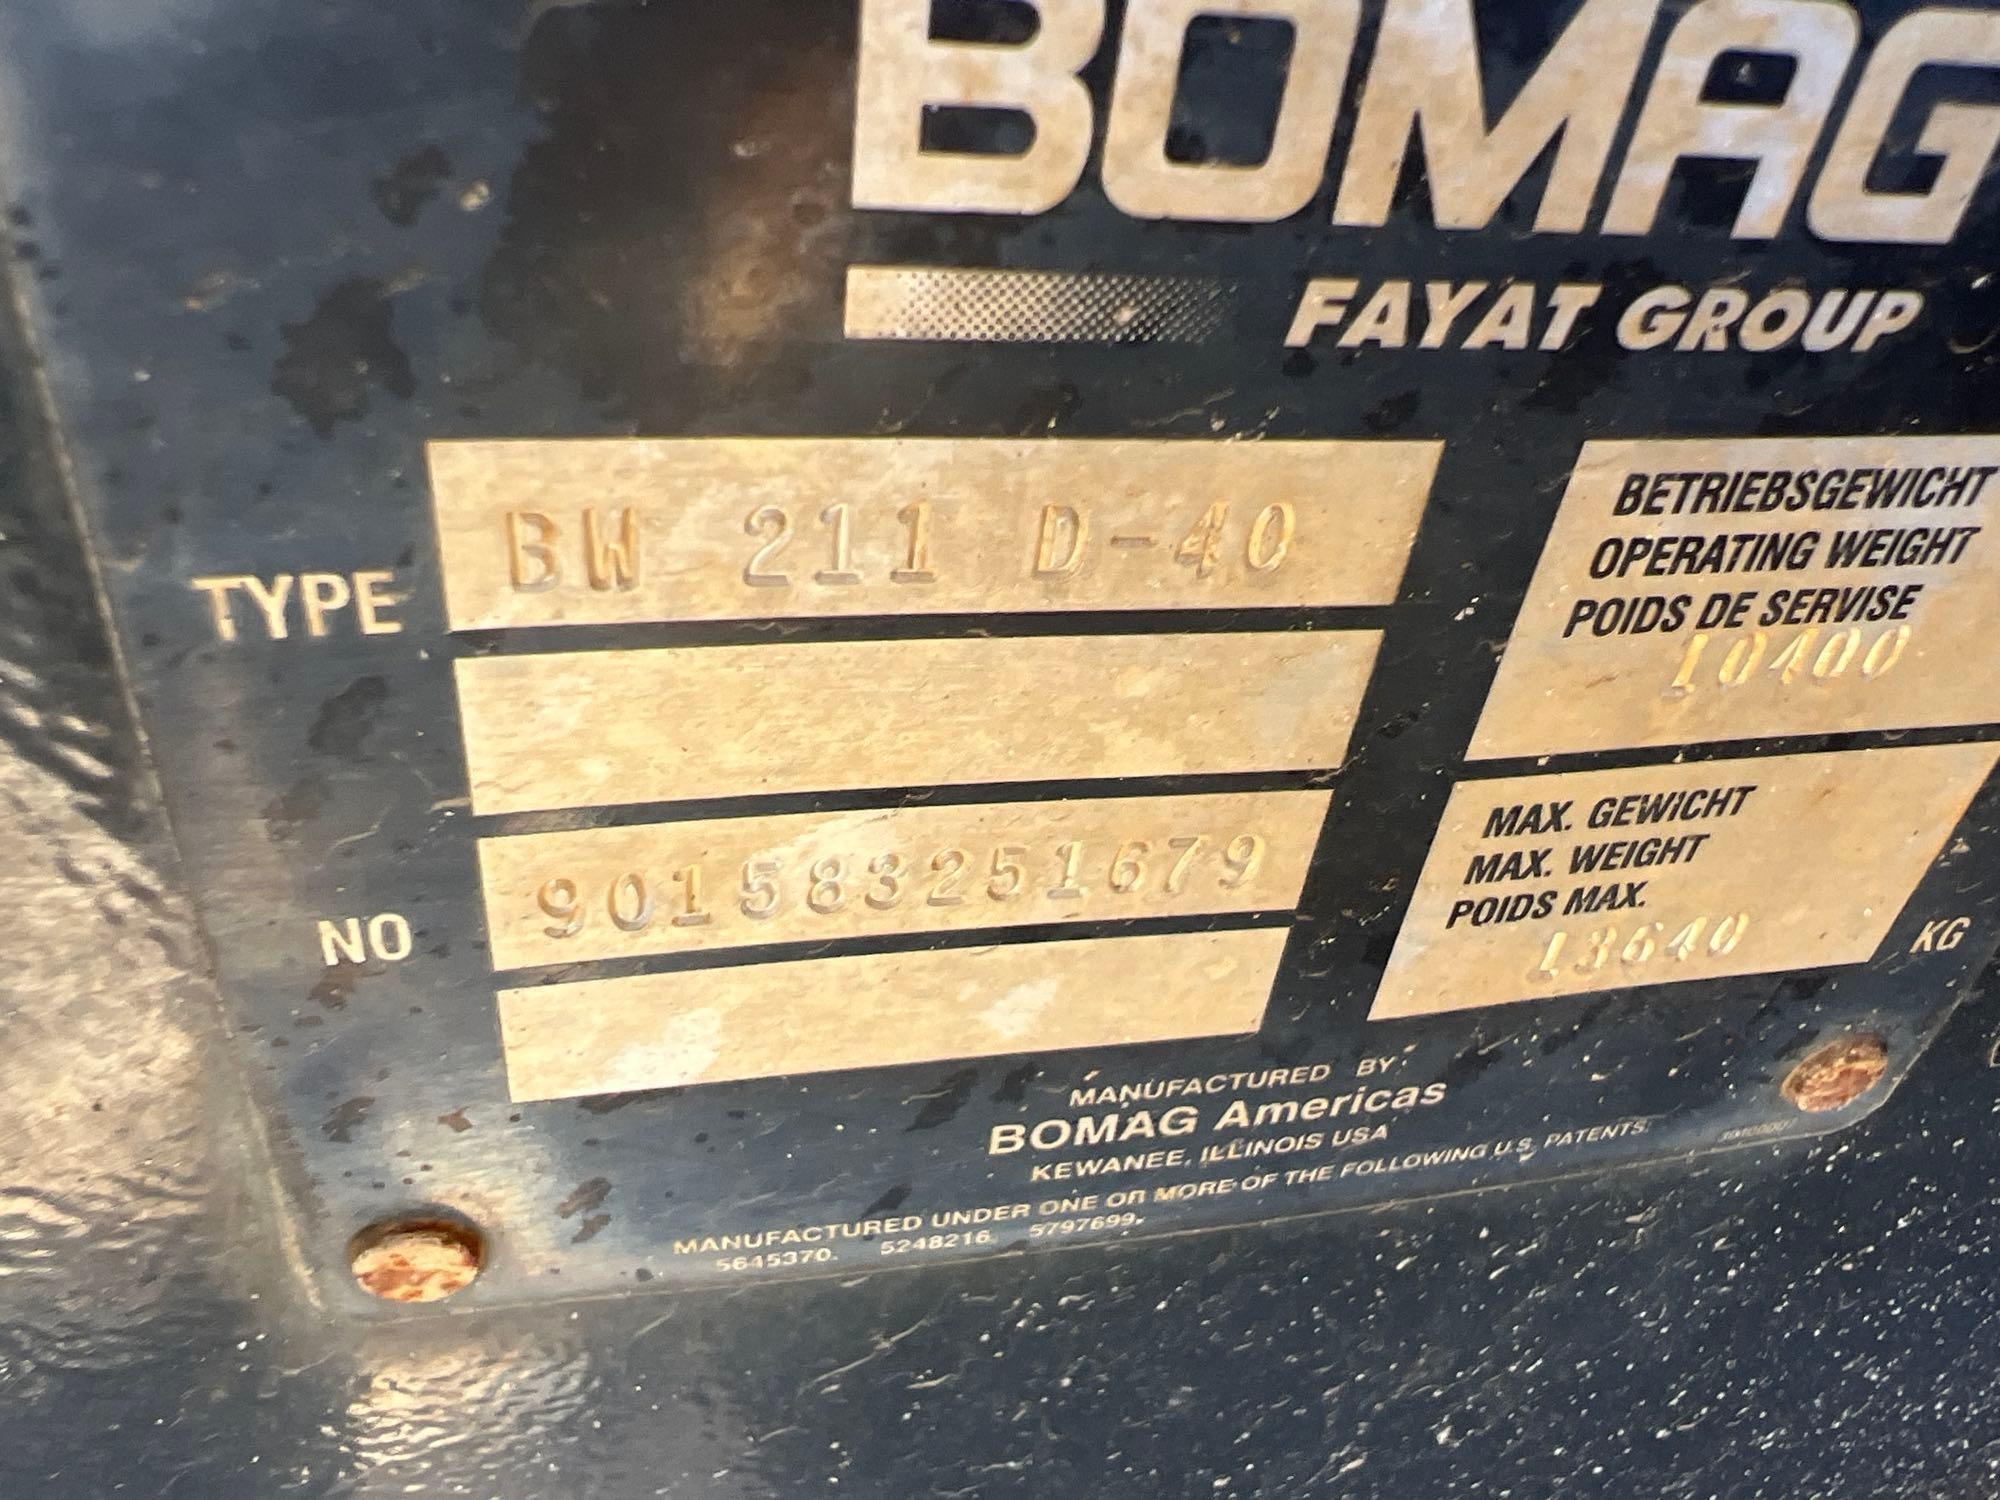 BOMAG
FAYAT GROUP
TYPE BW 211 D-40
BETRIEBSGEWICHT
OPERATING WEIGHT
POIDS DE SERVISE
10400
NO 901583251679
MAX. GEWICHT
MAX. WEIGHT
POIDS MAX.
13640 KG
MANUFACTURED BY:
BOMAG Americas
KEWANEE, ILLINOIS USA
MANUFACTURED UNDER ONE OR MORE OF THE FOLLOWING U.S. PATENTS:
5645370. 5248216. 5797699.